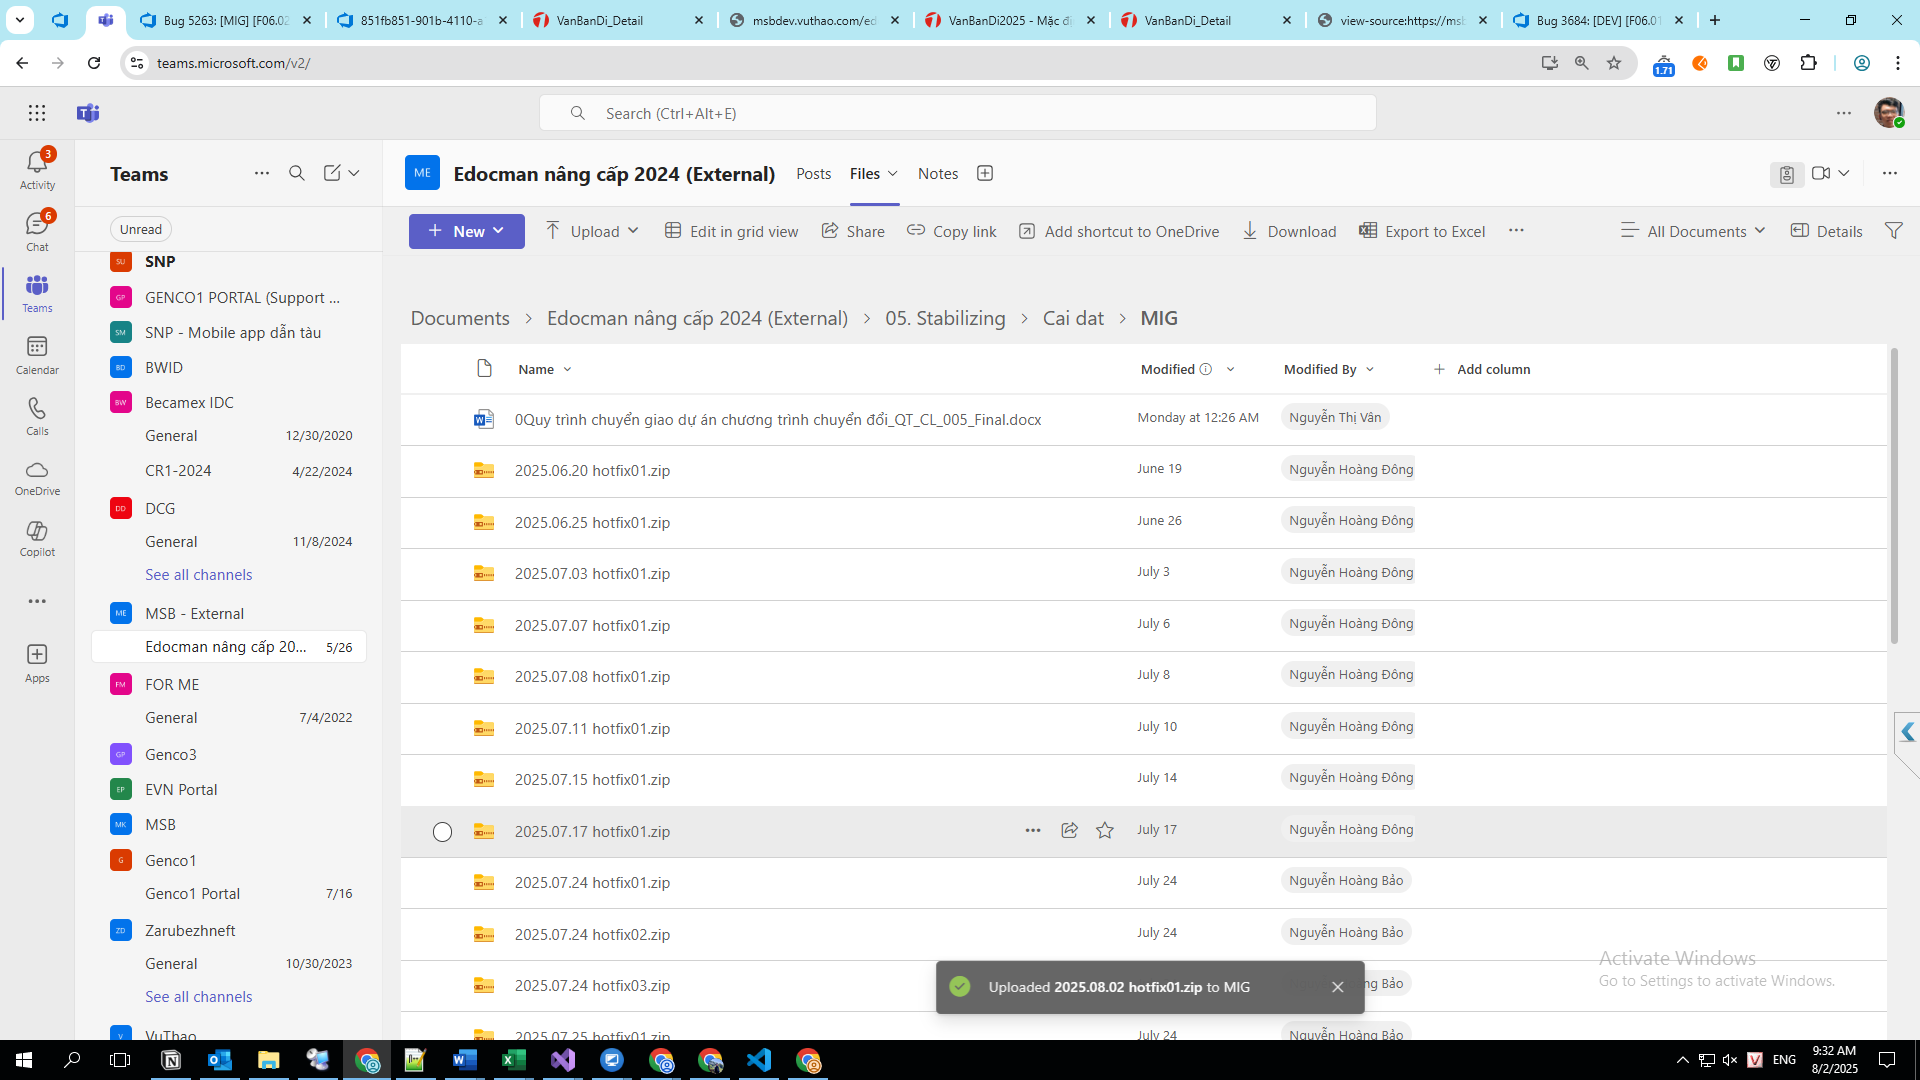 Bug 5263: [MIG] [F06.02
851fb851-901b-4110-a
VanBanDi_Detail
msbdev.vuthao.com/ed
VanBanDi2025 - Mặc đị
VanBanDi_Detail
view-source:https://msb
Bug 3684: [DEV] [F06.01
teams.microsoft.com/v2/
1.71
Search (Ctrl+Alt+E)
3
Activity
6
Chat
Teams
Calendar
Calls
OneDrive
Copilot
Apps
Teams
Unread
SU SNP
GP GENCO1 PORTAL (Support ...
SM SNP - Mobile app dẫn tàu
BD BWID
BW Becamex IDC
General 12/30/2020
CR1-2024 4/22/2024
DD DCG
General 11/8/2024
See all channels
ME MSB - External
Edocman nâng cấp 20... 5/26
FM FOR ME
General 7/4/2022
GP Genco3
EP EVN Portal
MK MSB
G Genco1
Genco1 Portal 7/16
ZD Zarubezhneft
General 10/30/2023
See all channels
V VuThao
ME Edocman nâng cấp 2024 (External) Posts Files Notes
New Upload Edit in grid view Share Copy link Add shortcut to OneDrive Download Export to Excel All Documents Details
Documents > Edocman nâng cấp 2024 (External) > 05. Stabilizing > Cai dat > MIG
Name Modified Modified By Add column
0Quy trình chuyển giao dự án chương trình chuyển đổi_QT_CL_005_Final.docx Monday at 12:26 AM Nguyễn Thị Vân
2025.06.20 hotfix01.zip June 19 Nguyễn Hoàng Đông
2025.06.25 hotfix01.zip June 26 Nguyễn Hoàng Đông
2025.07.03 hotfix01.zip July 3 Nguyễn Hoàng Đông
2025.07.07 hotfix01.zip July 6 Nguyễn Hoàng Đông
2025.07.08 hotfix01.zip July 8 Nguyễn Hoàng Đông
2025.07.11 hotfix01.zip July 10 Nguyễn Hoàng Đông
2025.07.15 hotfix01.zip July 14 Nguyễn Hoàng Đông
2025.07.17 hotfix01.zip July 17 Nguyễn Hoàng Đông
2025.07.24 hotfix01.zip July 24 Nguyễn Hoàng Bảo
2025.07.24 hotfix02.zip July 24 Nguyễn Hoàng Bảo
2025.07.24 hotfix03.zip Bảo
2025.07.25 hotfix01.zip July 24 Nguyễn Hoàng Bảo
Uploaded 2025.08.02 hotfix01.zip to MIG
Activate Windows
Go to Settings to activate Windows.
ENG
9:32 AM
8/2/2025